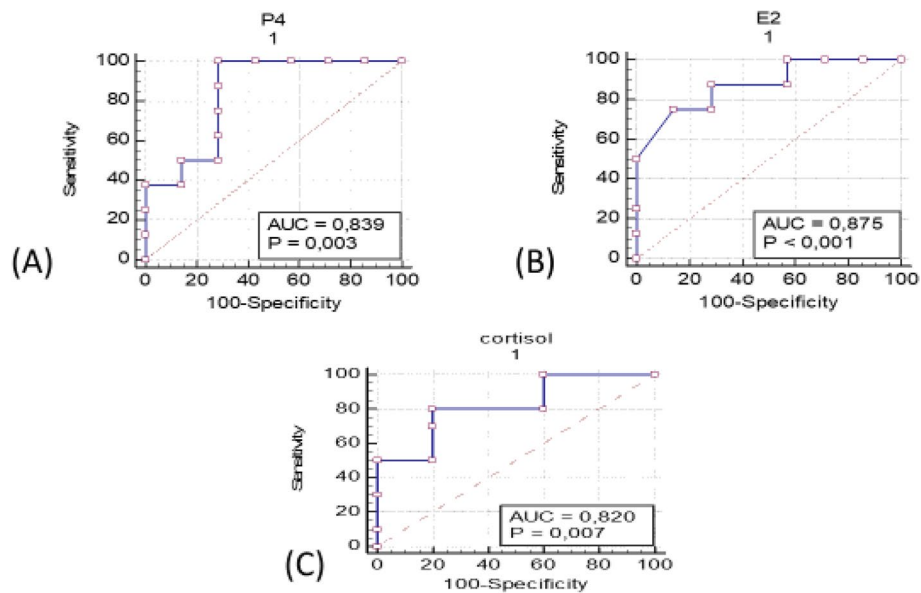 P4
1
Sensitivity
100
80
60
40
20
0
AUC = 0,839
P = 0,003
0 20 40 60 80 100
100-Specificity
(A)
E2
1
Sensitivity
100
80
60
40
20
0
AUC = 0,875
P < 0,001
0 20 40 60 80 100
100-Specificity
(B)
cortisol
1
Sensitivity
100
80
60
40
20
0
AUC = 0,820
P = 0,007
0 20 40 60 80 100
100-Specificity
(C)